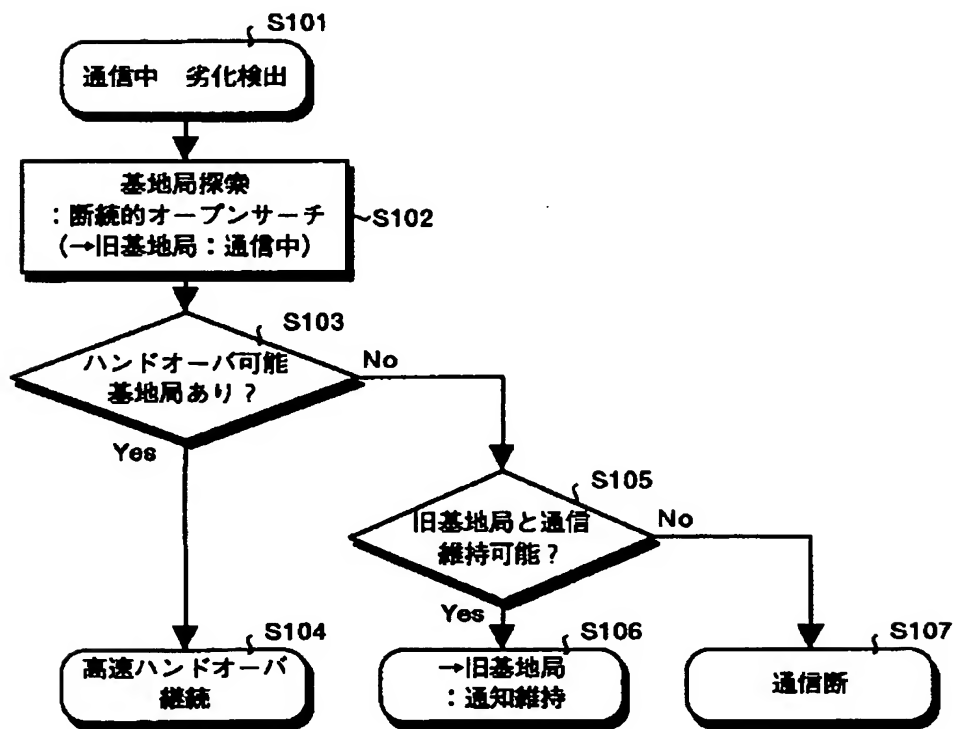 S101
通信中 劣化検出
基地局探索
:断続的オープンサーチ
(→旧基地局:通信中)
S102
S103
ハンドオーバ可能
基地局あり?
No
Yes
S105
旧基地局と通信
維持可能?
No
Yes
S104
高速ハンドオーバ
継続
S106
→旧基地局
:通知維持
S107
通信断